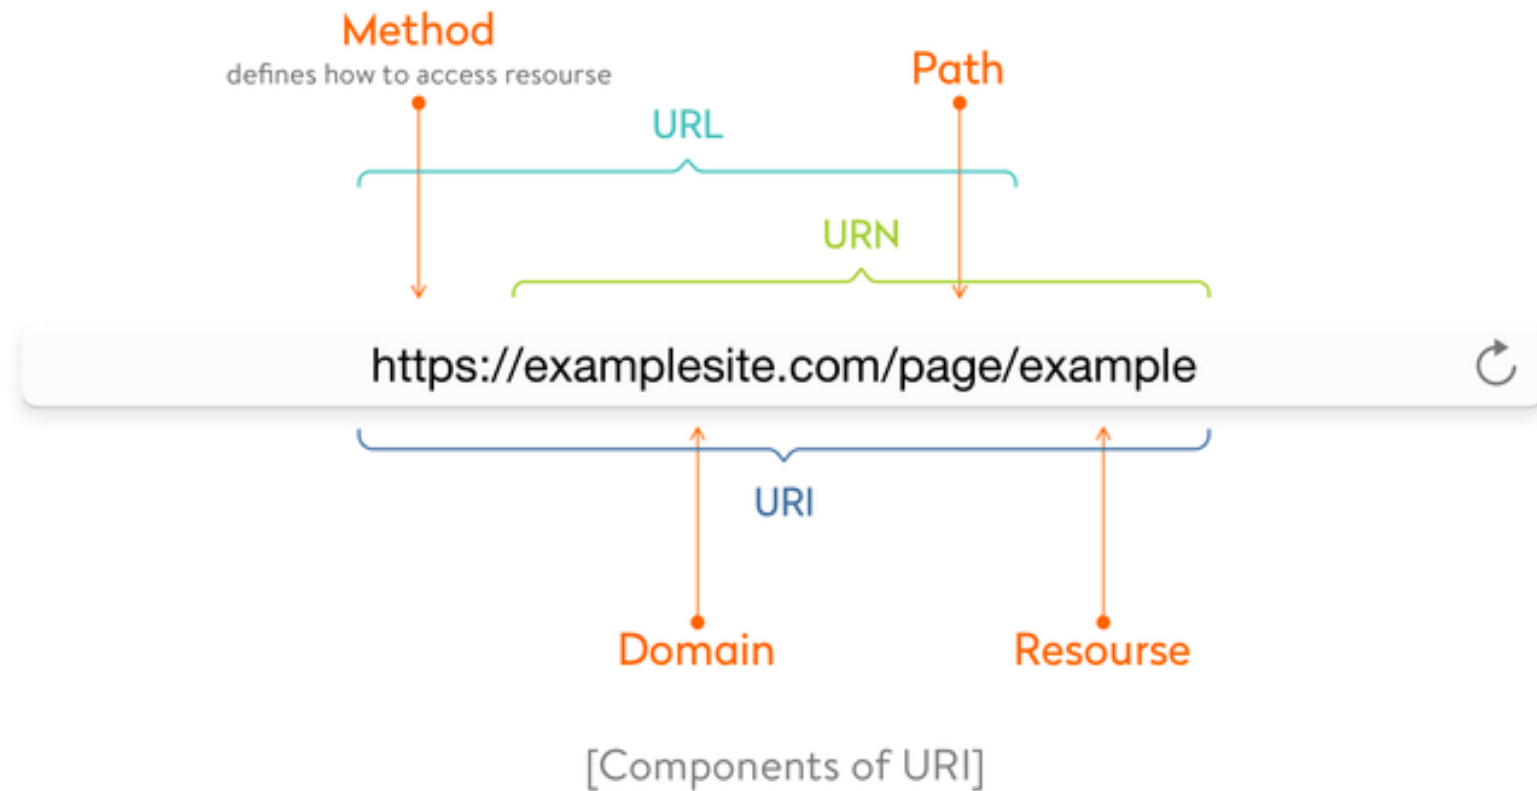 Method
defines how to access resourse
Path
URL
URN
https://examplesite.com/page/example
URI
Domain
Resourse
[Components of URI]